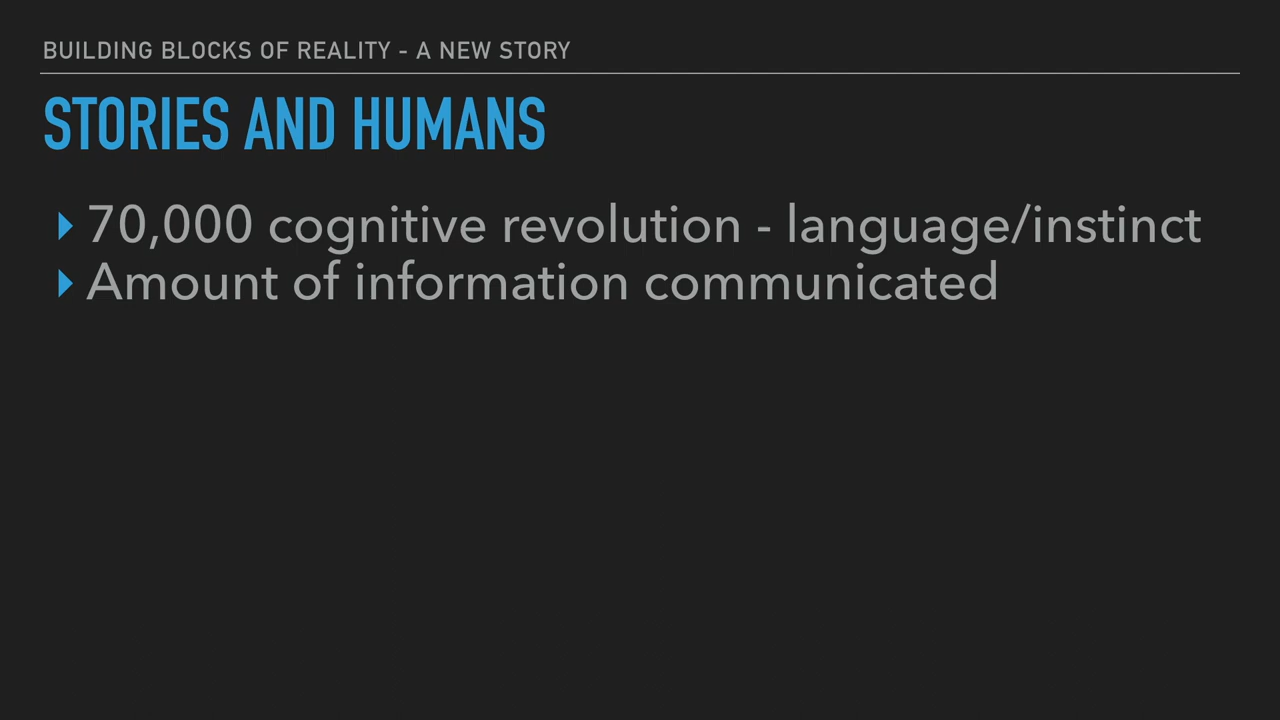 BUILDING BLOCKS OF REALITY - A NEW STORY
STORIES AND HUMANS
70,000 cognitive revolution - language/instinct
Amount of information communicated